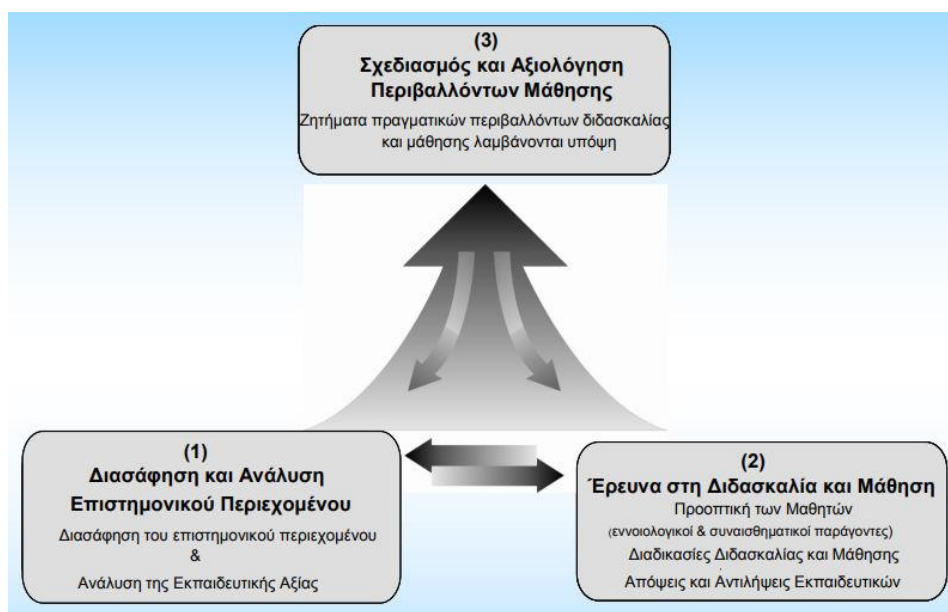 (3)
Σχεδιασμός και Αξιολόγηση
Περιβαλλόντων Μάθησης
Ζητήματα πραγματικών περιβαλλόντων διδασκαλίας
και μάθησης λαμβάνονται υπόψη
(1)
Διασάφηση και Ανάλυση
Επιστημονικού Περιεχομένου
Διασάφηση του επιστημονικού περιεχομένου
&
Ανάλυση της Εκπαιδευτικής Αξίας
(2)
Έρευνα στη Διδασκαλία και Μάθηση
Προοπτική των Μαθητών
(εννοιολογικοί & συναισθηματικοί παράγοντες)
Διαδικασίες Διδασκαλίας και Μάθησης
Απόψεις και Αντιλήψεις Εκπαιδευτικών